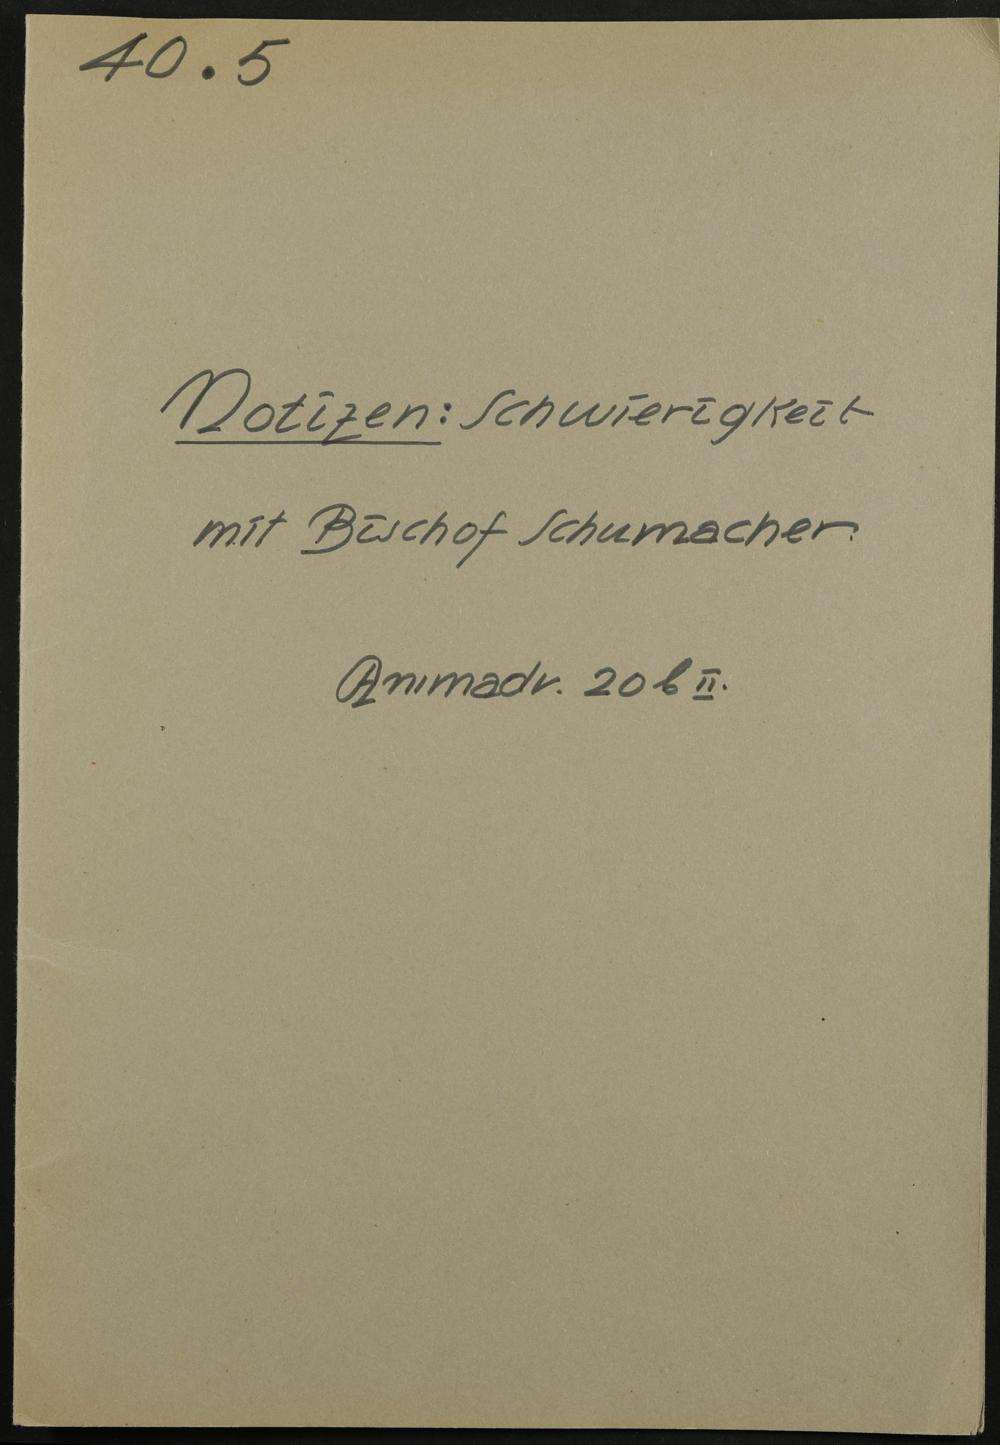 40.5
Notizen: Schwierigkeit
mit Bischof Schumacher.
Animadv. 20 b II.